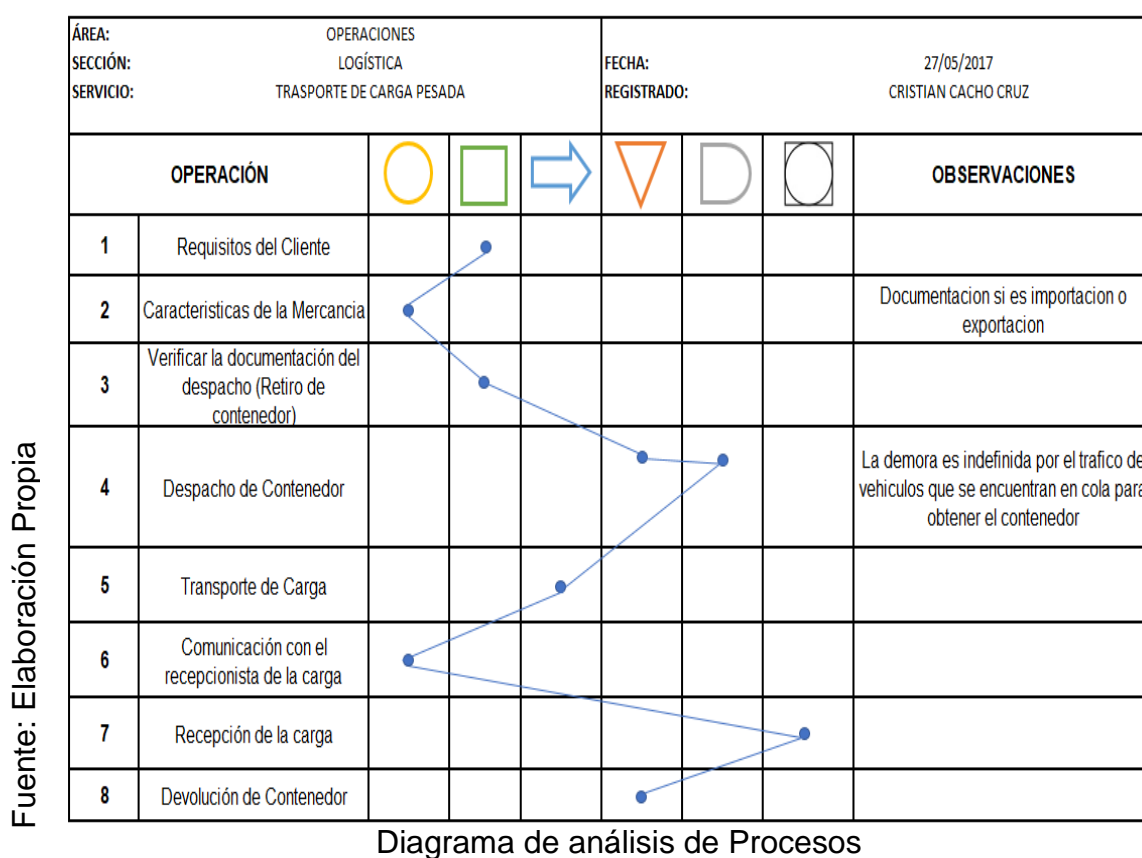 ÁREA: OPERACIONES
SECCIÓN: LOGÍSTICA
SERVICIO: TRASPORTE DE CARGA PESADA
FECHA: 27/05/2017
REGISTRADO: CRISTIAN CACHO CRUZ
OPERACIÓN OBSERVACIONES
1 Requisitos del Cliente
2 Caracteristicas de la Mercancia
Documentacion si es importacion o
exportacion
3 Verificar la documentación del
despacho (Retiro de
contenedor)
4 Despacho de Contenedor
La demora es indefinida por el trafico de
vehiculos que se encuentran en cola para
obtener el contenedor
5 Transporte de Carga
6 Comunicación con el
recepcionista de la carga
7 Recepción de la carga
8 Devolución de Contenedor
Fuente: Elaboración Propia
Diagrama de análisis de Procesos